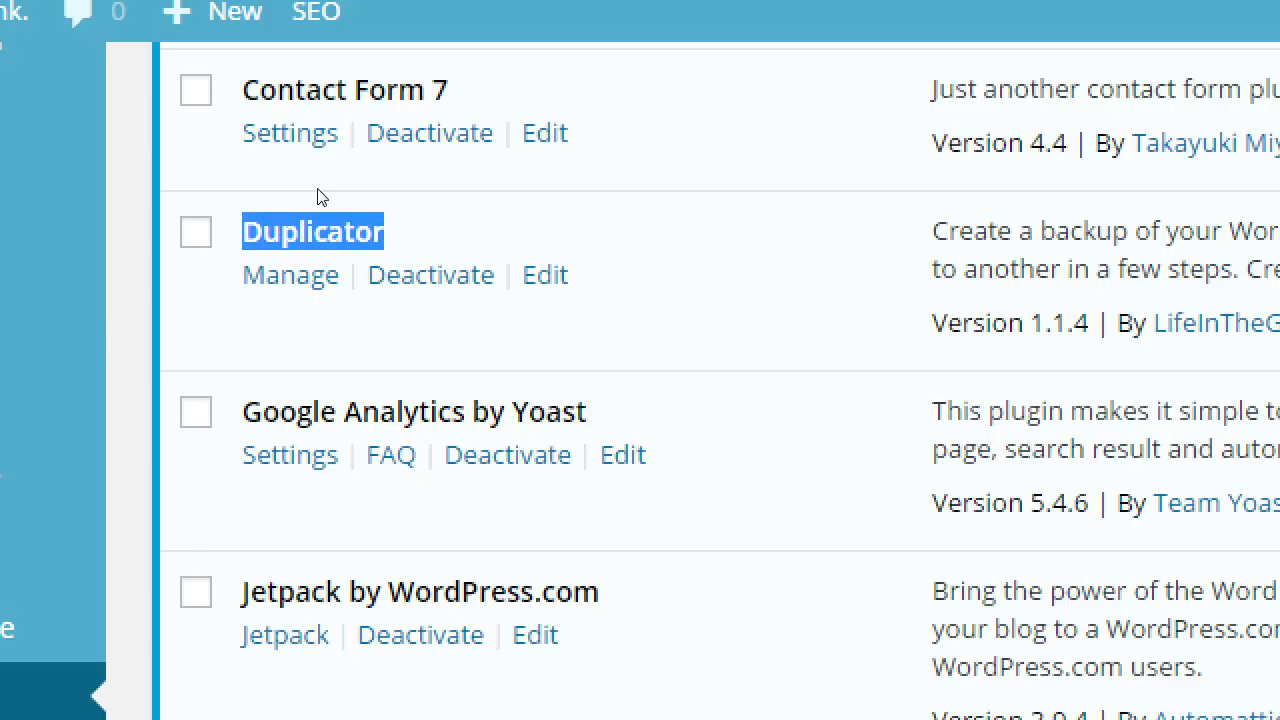 nk. 0 New SEO
Contact Form 7
Settings | Deactivate | Edit
Just another contact form
Version 4.4 | By Takayuki
Duplicator
Manage | Deactivate | Edit
Create a backup of your
to another in a few steps.
Version 1.1.4 | By
Google Analytics by Yoast
Settings | FAQ | Deactivate | Edit
This plugin makes it simple
page, search result and
Version 5.4.6 | By Team
Jetpack by WordPress.com
Jetpack | Deactivate | Edit
Bring the power of the Word
your blog to a
WordPress.com users.
e